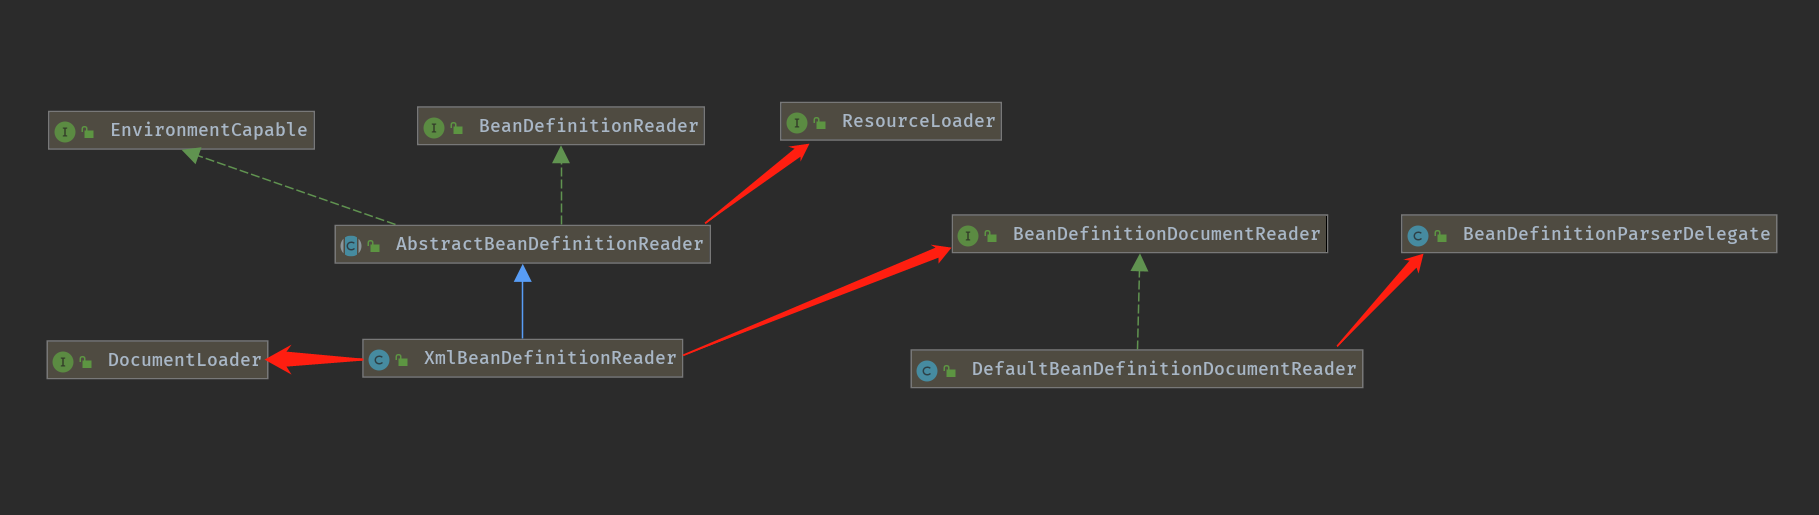 EnvironmentCapable
BeanDefinitionReader
ResourceLoader
AbstractBeanDefinitionReader
BeanDefinitionDocumentReader
BeanDefinitionParserDelegate
DocumentLoader
XmlBeanDefinitionReader
DefaultBeanDefinitionDocumentReader